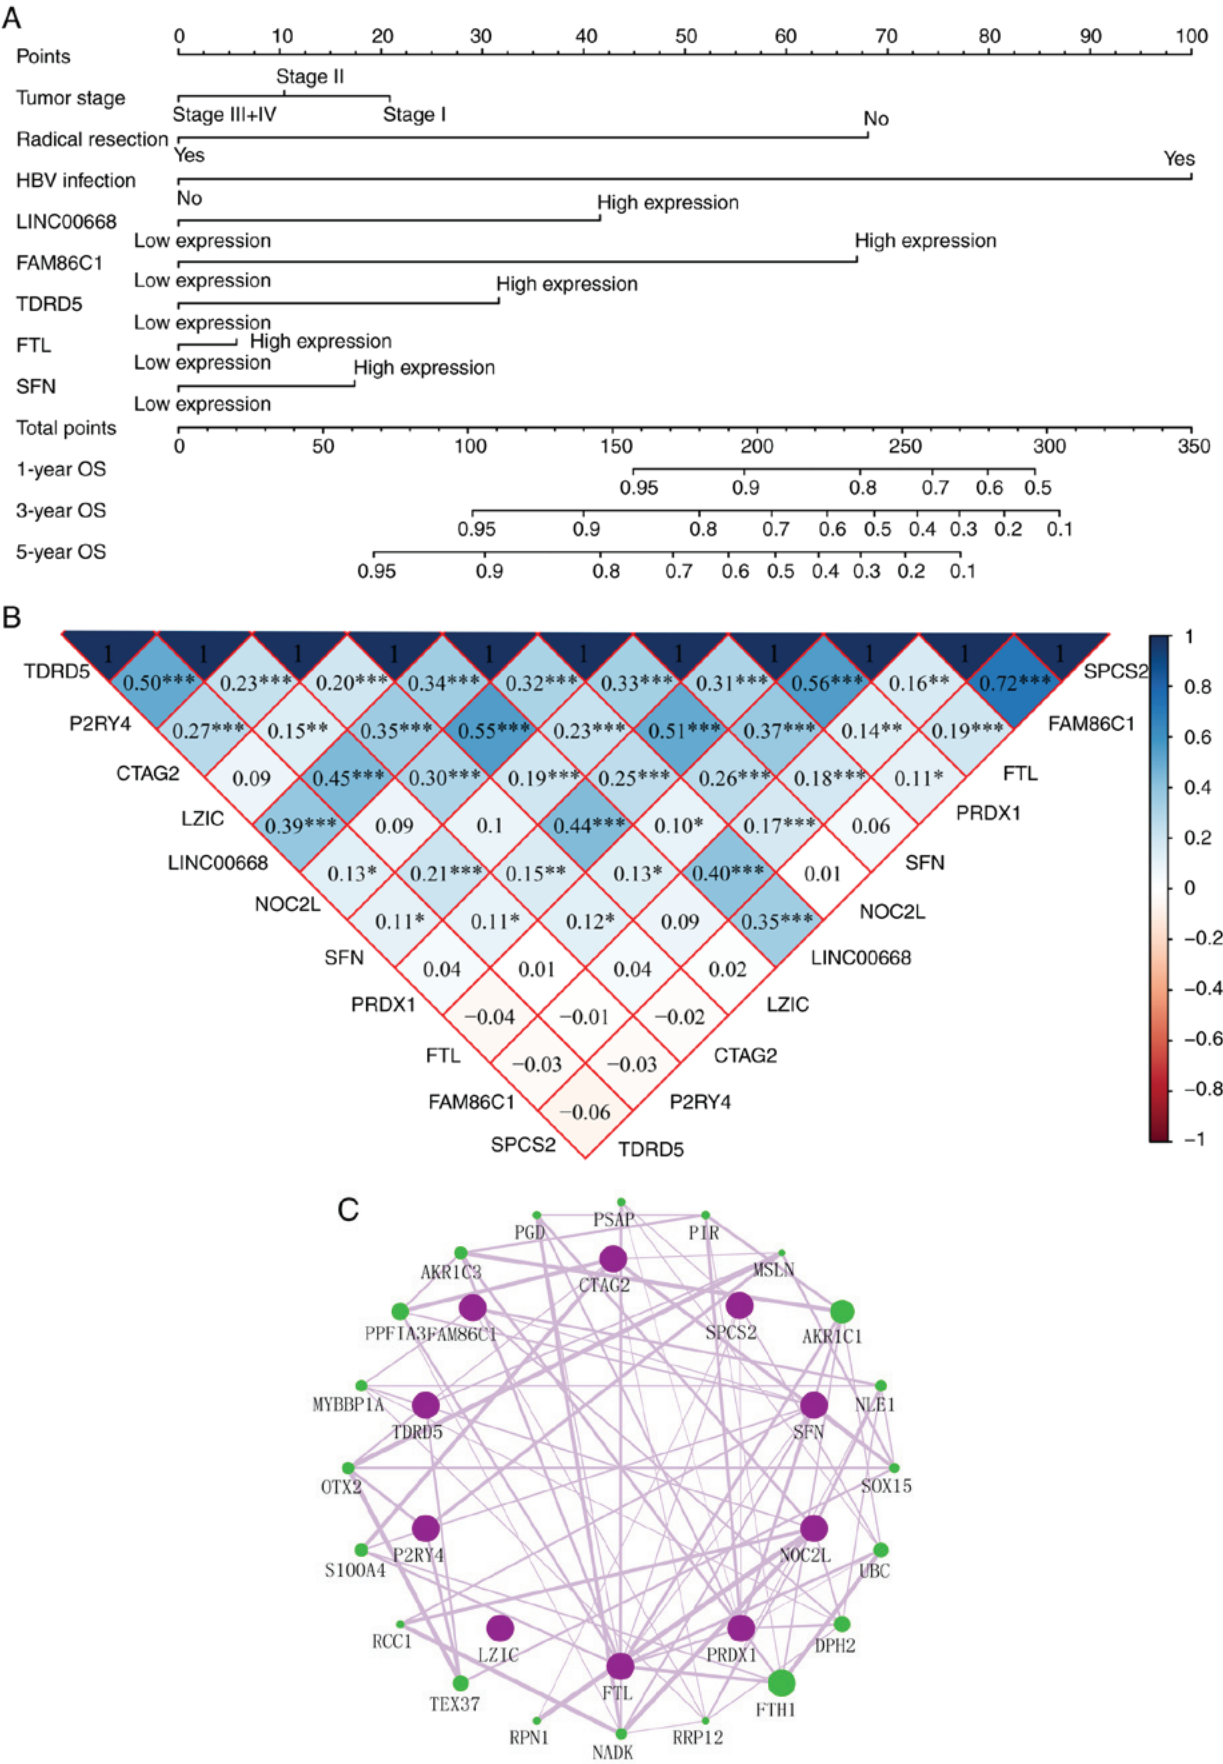 A
0 10 20 30 40 50 60 70 80 90 100
Points
Stage II
Tumor stage
Stage III+IV Stage I
No
Radical resection
Yes Yes
HBV infection
No
High expression
LINC00668
Low expression High expression
FAM86C1
Low expression High expression
TDRD5
Low expression
FTL High expression
Low expression High expression
SFN
Low expression
Total points
0 50 100 150 200 250 300 350
1-year OS
0.95 0.9 0.8 0.7 0.6 0.5
3-year OS
0.95 0.9 0.8 0.7 0.6 0.5 0.4 0.3 0.2 0.1
5-year OS
0.95 0.9 0.8 0.7 0.6 0.5 0.4 0.3 0.2 0.1
B
1 1 1 1 1 1 1 1 1 1 1
TDRD5 0.50*** 0.23*** 0.20*** 0.34*** 0.32*** 0.33*** 0.31*** 0.56*** 0.16** 0.72*** SPCS2
P2RY4 0.27*** 0.15** 0.35*** 0.55*** 0.23*** 0.51*** 0.37*** 0.14** 0.19*** FAM86C1
CTAG2 0.09 0.45*** 0.30*** 0.19*** 0.25*** 0.26*** 0.18*** 0.11* FTL
LZIC 0.39*** 0.09 0.1 0.44*** 0.10* 0.17*** 0.06 PRDX1
LINC00668 0.13* 0.21*** 0.15** 0.13* 0.40*** 0.01 SFN
NOC2L 0.11* 0.11* 0.12* 0.09 0.35*** NOC2L
SFN 0.04 0.01 0.04 0.02 LINC00668
PRDX1 −0.04 −0.01 −0.02 LZIC
FTL −0.03 −0.03 CTAG2
FAM86C1 −0.06 P2RY4
SPCS2 TDRD5
1
0.8
0.6
0.4
0.2
0
−0.2
−0.4
−0.6
−0.8
−1
C
PGD PSAP PIR
AKR1C3 CTAG2 MSLN
PPFIA3 FAM86C1 SPCS2 AKR1C1
MYBBP1A NLE1
TDRD5 SFN
OTX2 SOX15
P2RY4 NOC2L
S100A4 UBC
RCC1 LZIC PRDX1 DPH2
TEX37 FTL FTH1
RPN1 NADK RRP12